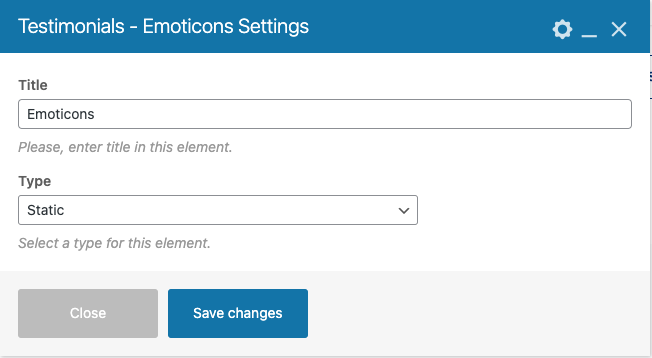 Testimonials - Emoticons Settings
Title
Emoticons
Please, enter title in this element.
Type
Static
Select a type for this element.
Close
Save changes